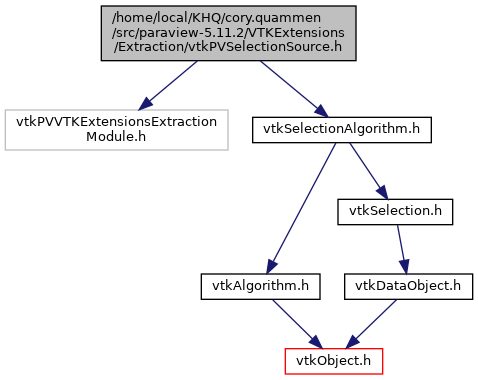 /home/local/KHQ/cory.quammen
/src/paraview-5.11.2/VTKExtensions
/Extraction/vtkPVSelectionSource.h
vtkPVVTKExtensionsExtraction
Module.h
vtkSelectionAlgorithm.h
vtkSelection.h
vtkAlgorithm.h
vtkDataObject.h
vtkObject.h